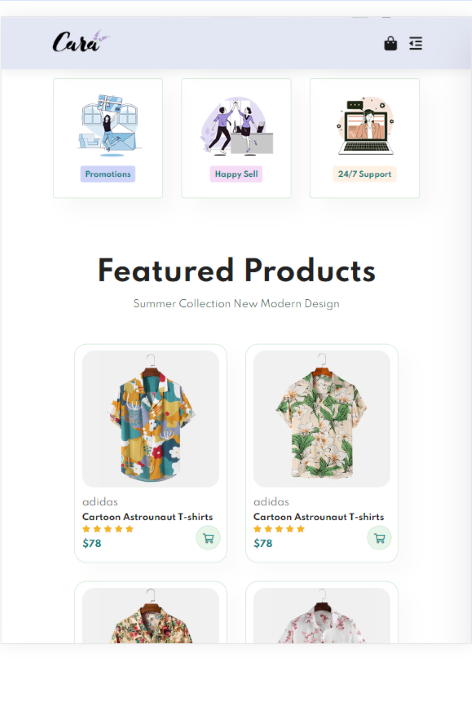 Cara
Promotions
Happy Sell
24/7 Support
Featured Products
Summer Collection New Modern Design
adidas
Cartoon Astrounaut T-shirts
$78
adidas
Cartoon Astrounaut T-shirts
$78